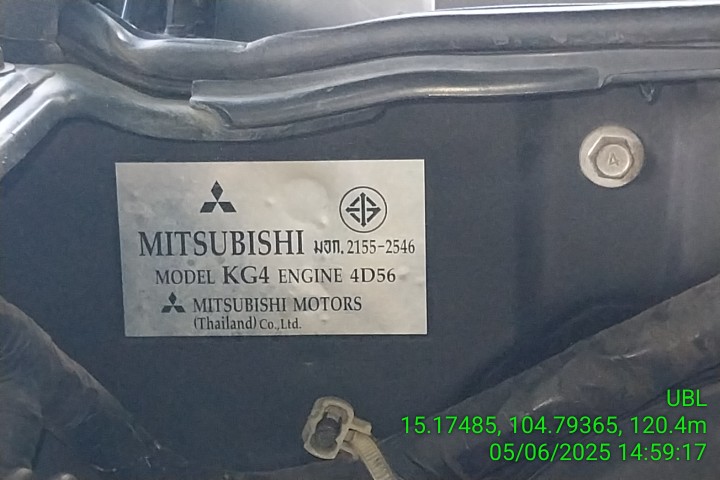 MITSUBISHI มอก. 2155-2546
MODEL KG4 ENGINE 4D56
MITSUBISHI MOTORS
(Thailand) Co., Ltd.
4
UBL
15.17485, 104.79365, 120.4m
05/06/2025 14:59:17